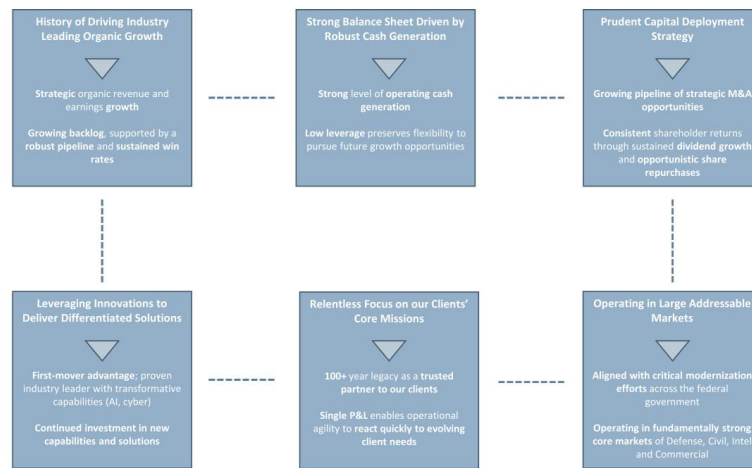 History of Driving Industry
Leading Organic Growth
Strategic organic revenue and
earnings growth
Growing backlog, supported by a
robust pipeline and sustained win
rates
Strong Balance Sheet Driven by
Robust Cash Generation
Strong level of operating cash
generation
Low leverage preserves flexibility to
pursue future growth opportunities
Prudent Capital Deployment
Strategy
Growing pipeline of strategic M&A
opportunities
Consistent shareholder returns
through sustained dividend growth
and opportunistic share
repurchases
Leveraging Innovations to
Deliver Differentiated Solutions
First-mover advantage; proven
industry leader with transformative
capabilities (AI, cyber)
Continued investment in new
capabilities and solutions
Relentless Focus on our Clients'
Core Missions
100+ year legacy as a trusted
partner to our clients
Single P&L enables operational
agility to react quickly to evolving
client needs
Operating in Large Addressable
Markets
Aligned with critical modernization
efforts across the federal
government
Operating in fundamentally strong
core markets of Defense, Civil, Intel
and Commercial